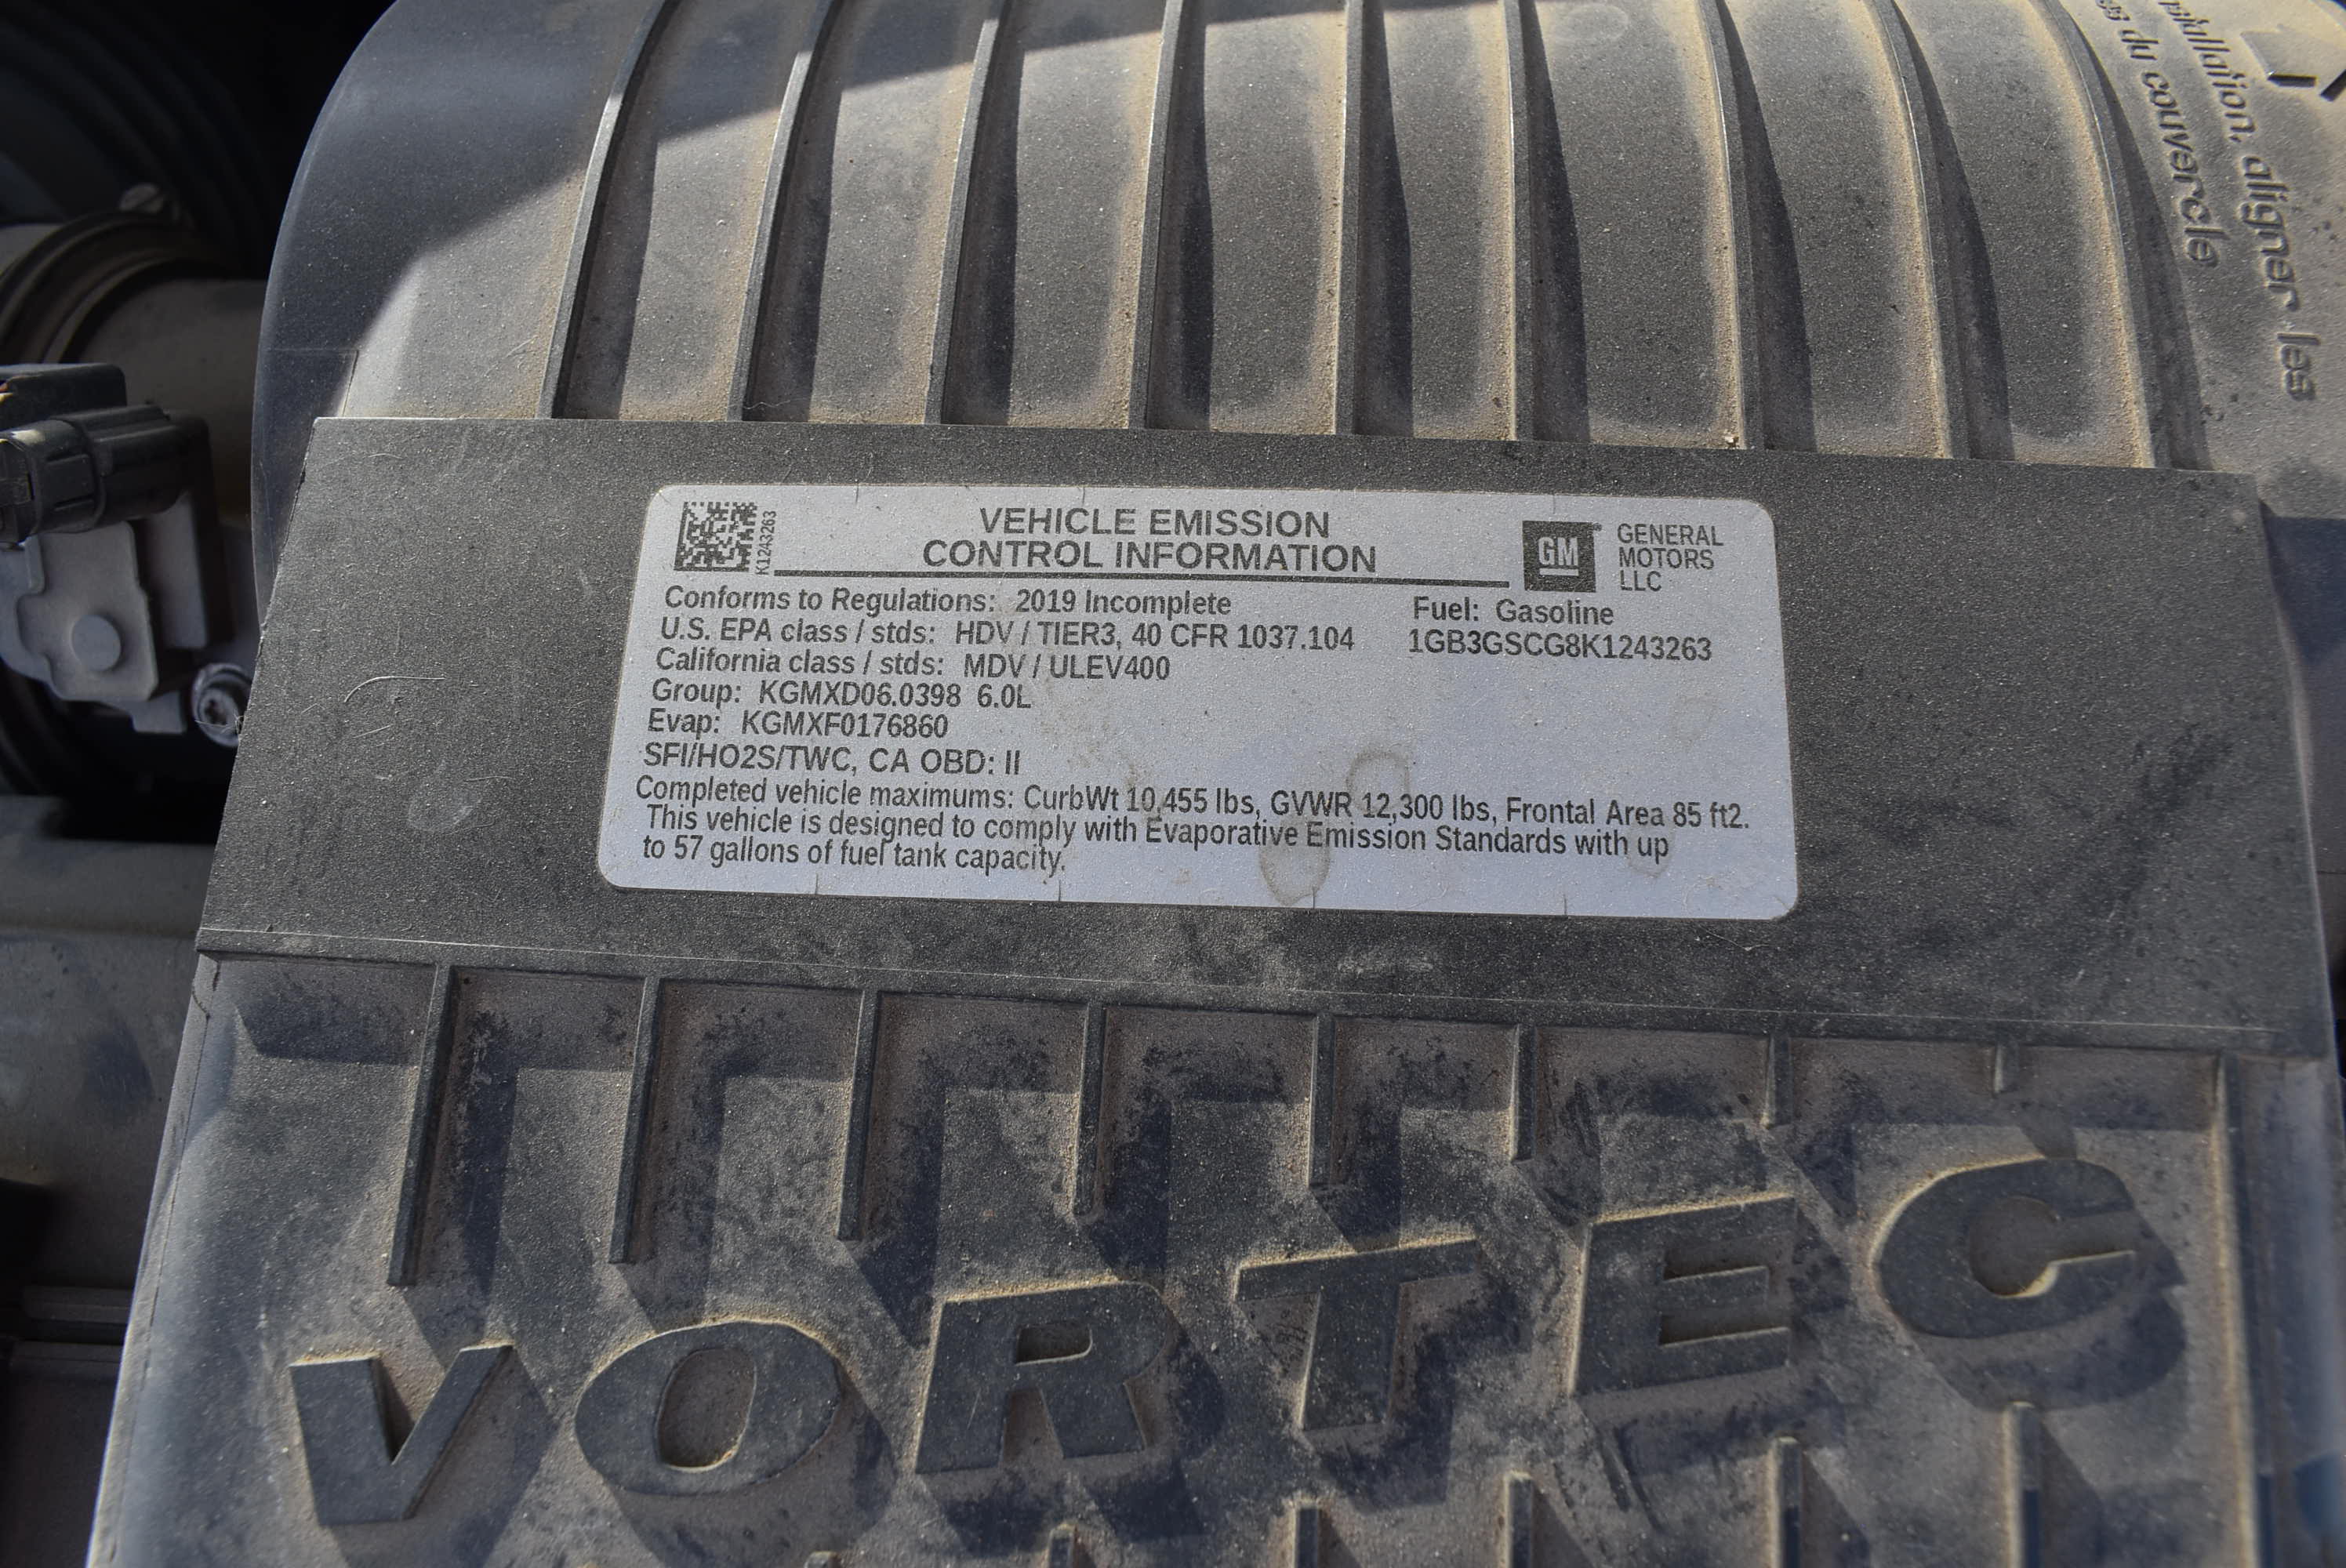 stallation, aligner les
es du couvercle
K1243263
VEHICLE EMISSION
CONTROL INFORMATION
GM
GENERAL
MOTORS
LLC
Conforms to Regulations: 2019 Incomplete
Fuel: Gasoline
U.S. EPA class / stds: HDV / TIER3, 40 CFR 1037.104
1GB3GSCG8K1243263
California class / stds: MDV / ULEV400
Group: KGMXD06.0398 6.0L
Evap: KGMXF0176860
SFI/HO2S/TWC, CA OBD: II
Completed vehicle maximums: CurbWt 10,455 lbs, GVWR 12,300 lbs, Frontal Area 85 ft2.
This vehicle is designed to comply with Evaporative Emission Standards with up
to 57 gallons of fuel tank capacity.
VORTEC